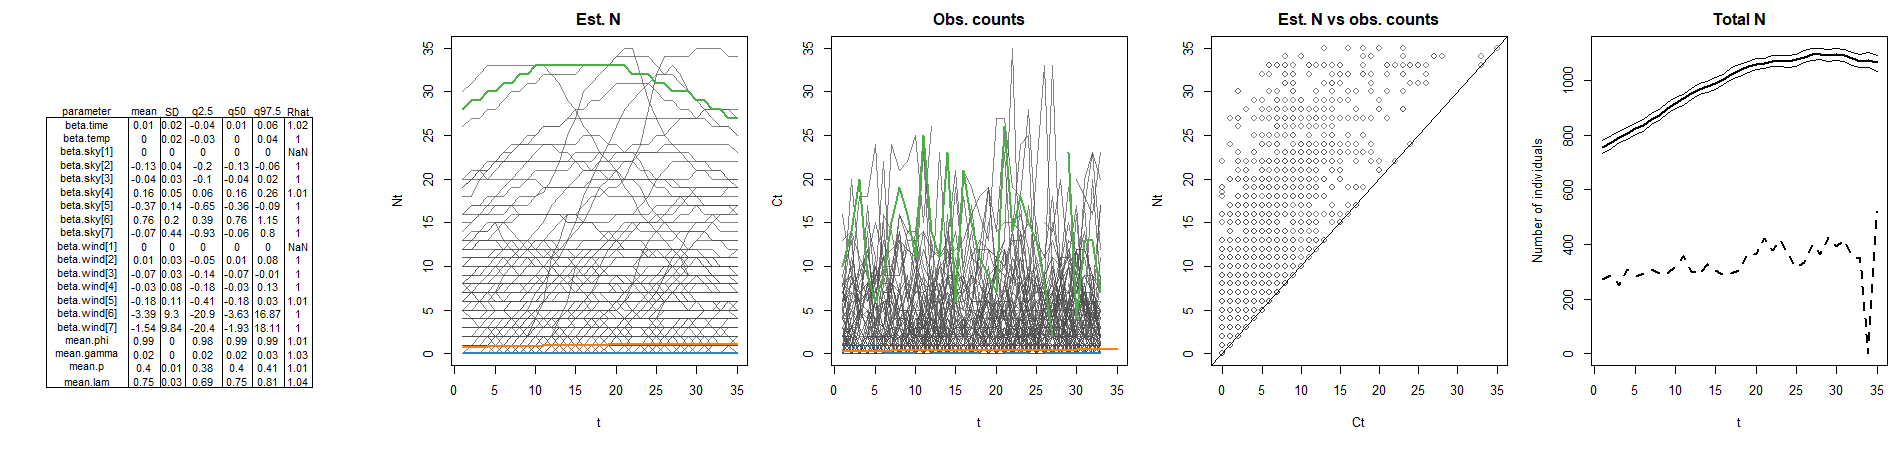 parameter mean SD q2.5 q50 q97.5 Rhat
beta.time 0.01 0.02 -0.04 0.01 0.06 1.02
beta.temp 0 0.02 -0.03 0 0.04 1
beta.sky[1] 0 0 0 0 0 NaN
beta.sky[2] -0.13 0.04 -0.2 -0.13 -0.06 1
beta.sky[3] -0.04 0.03 -0.1 -0.04 0.02 1
beta.sky[4] 0.16 0.05 0.06 0.16 0.26 1.01
beta.sky[5] -0.37 0.14 -0.65 -0.36 -0.09 1
beta.sky[6] 0.76 0.2 0.39 0.76 1.15 1
beta.sky[7] -0.07 0.44 -0.93 -0.06 0.8 1
beta.wind[1] 0 0 0 0 0 NaN
beta.wind[2] 0.01 0.03 -0.05 0.01 0.08 1
beta.wind[3] -0.07 0.03 -0.14 -0.07 -0.01 1
beta.wind[4] -0.03 0.08 -0.18 -0.03 0.13 1
beta.wind[5] -0.18 0.11 -0.41 -0.18 0.03 1.01
beta.wind[6] -3.39 9.3 -20.9 -3.63 16.87 1
beta.wind[7] -1.54 9.84 -20.4 -1.93 18.11 1
mean.phi 0.99 0 0.98 0.99 0.99 1.01
mean.gamma 0.02 0 0.02 0.02 0.03 1.03
mean.p 0.4 0.01 0.38 0.4 0.41 1.01
mean.lam 0.75 0.03 0.69 0.75 0.81 1.04
Est. N
Nt
35
30
25
20
15
10
5
0
0 5 10 15 20 25 30 35
t
Obs. counts
Ct
35
30
25
20
15
10
5
0
0 5 10 15 20 25 30 35
t
Est. N vs obs. counts
Nt
35
30
25
20
15
10
5
0
0 5 10 15 20 25 30 35
Ct
Total N
Number of individuals
1000
800
600
400
200
0
0 5 10 15 20 25 30 35
t